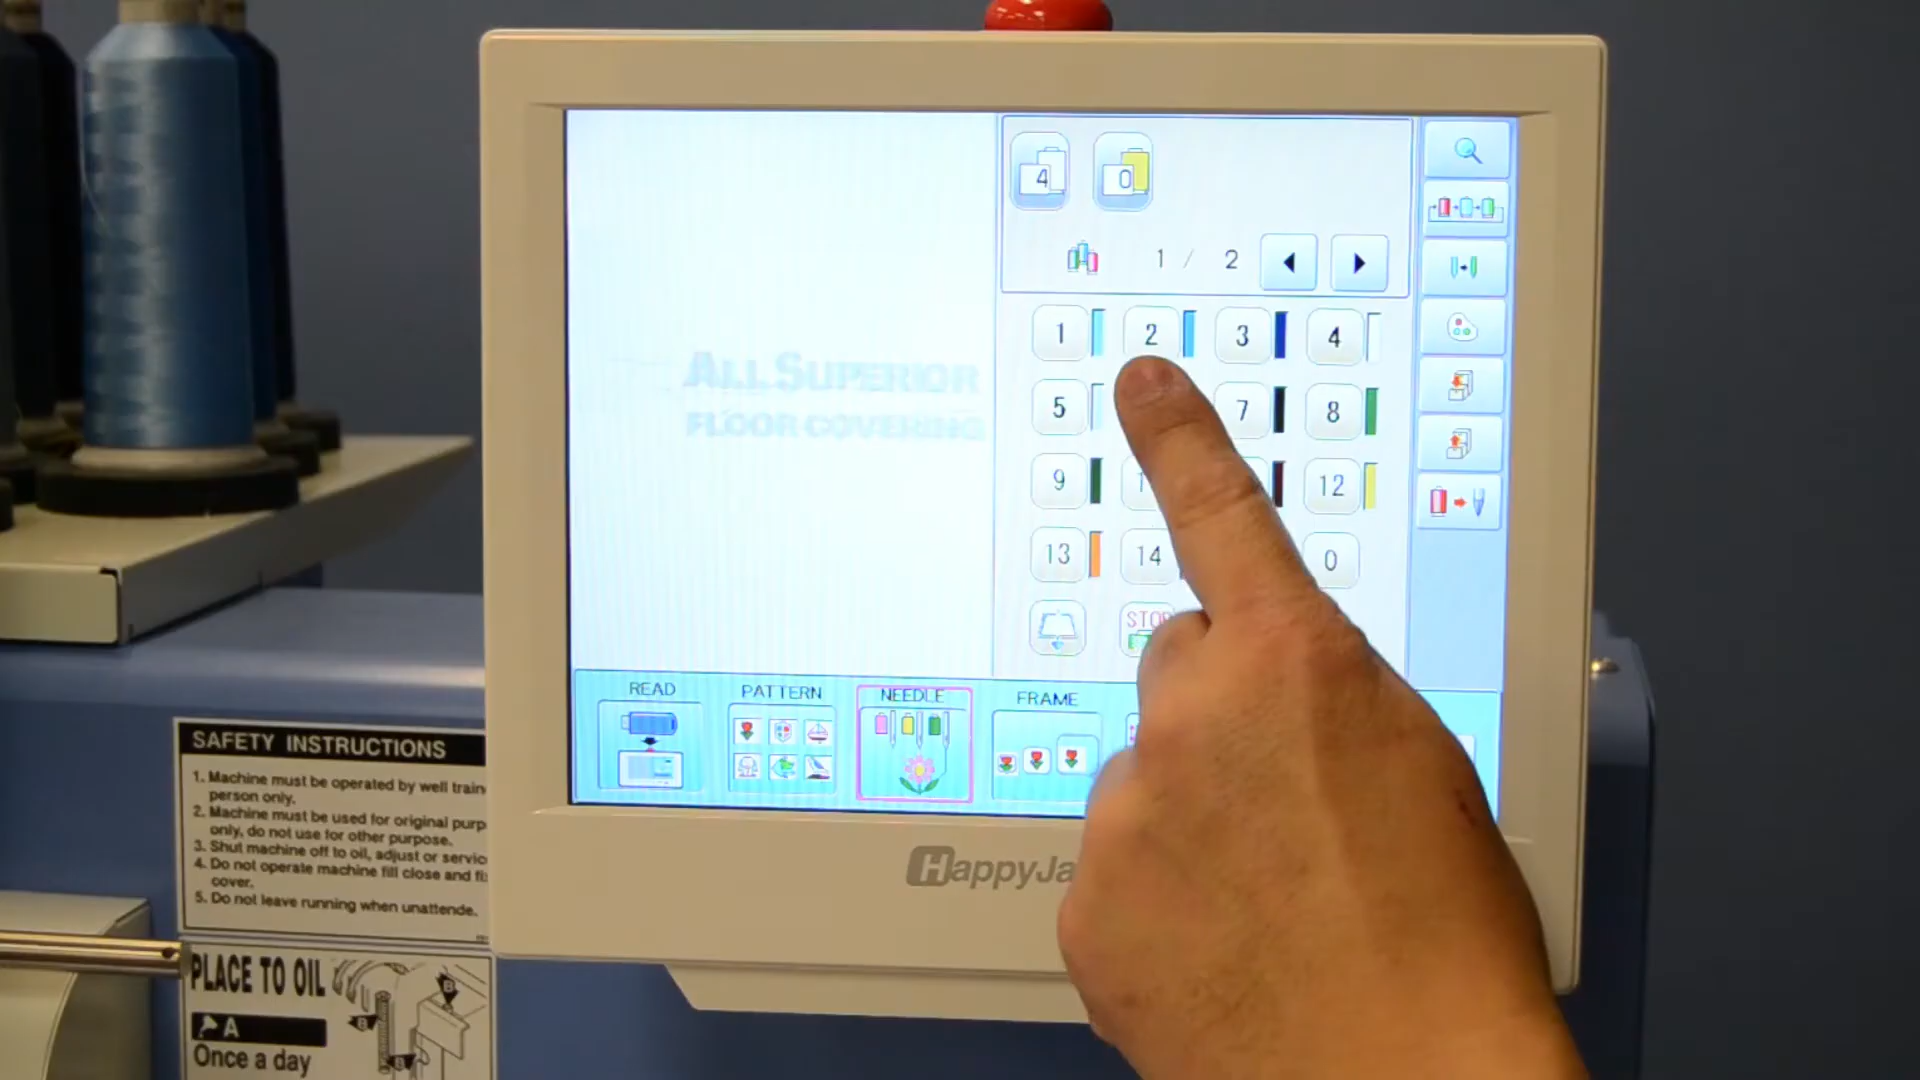 4
0
1 / 2
1
2
3
4
5
7
8
9
12
13
14
0
STOP
ALL SUPERIOR
FLOOR COVERING
READ
PATTERN
NEEDLE
FRAME
HappyJa
SAFETY INSTRUCTIONS
1. Machine must be operated by well train
person only.
2. Machine must be used for original purp
only, do not use for other purpose.
3. Shut machine off to oil, adjust or servic
4. Do not operate machine fill close and fi
cover.
5. Do not leave running when unattende.
PLACE TO OIL
A
Once a day
B
B
B